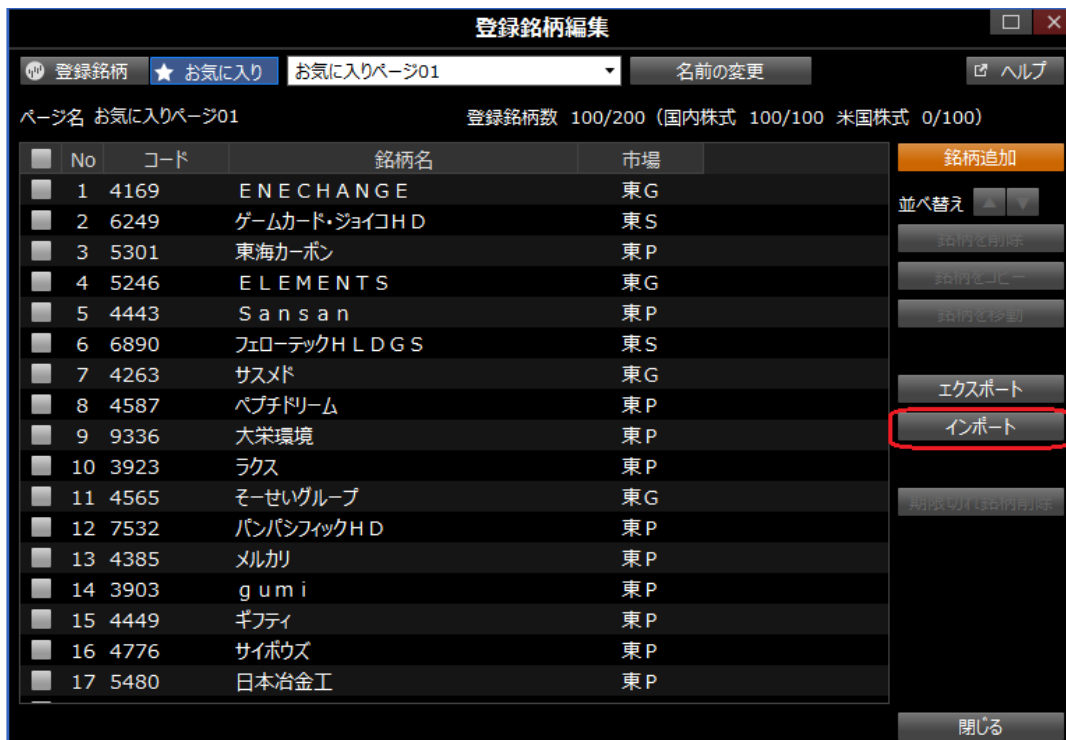 登録銘柄編集
登録銘柄 お気に入り お気に入りページ01 名前の変更 ヘルプ
ページ名 お気に入りページ01 登録銘柄数 100/200（国内株式 100/100 米国株式 0/100）
No コード 銘柄名 市場
1 4169 ＥＮＥＣＨＡＮＧＥ 東Ｇ
2 6249 ゲームカード・ジョイコＨＤ 東Ｓ
3 5301 東海カーボン 東Ｐ
4 5246 ＥＬＥＭＥＮＴＳ 東Ｇ
5 4443 Ｓａｎｓａｎ 東Ｐ
6 6890 フェローテックＨＬＤＧＳ 東Ｓ
7 4263 サスメド 東Ｇ
8 4587 ペプチドリーム 東Ｐ
9 9336 大栄環境 東Ｐ
10 3923 ラクス 東Ｐ
11 4565 そーせいグループ 東Ｇ
12 7532 パンパシフィックＨＤ 東Ｐ
13 4385 メルカリ 東Ｐ
14 3903 ｇｕｍｉ 東Ｐ
15 4449 ギフティ 東Ｐ
16 4776 サイボウズ 東Ｐ
17 5480 日本冶金工 東Ｐ
銘柄追加
並べ替え
銘柄を削除
銘柄をコピー
銘柄を移動
エクスポート
インポート
期限切れ銘柄削除
閉じる